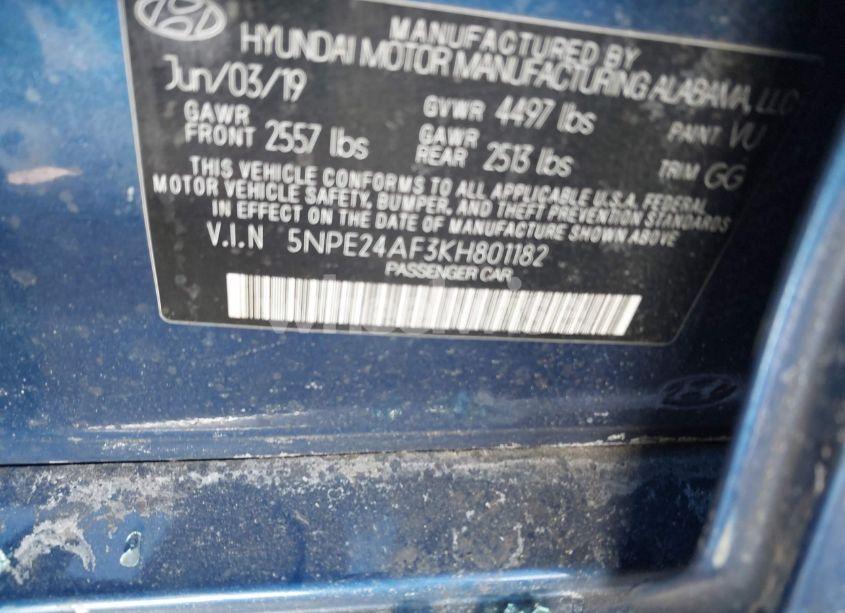 MANUFACTURED BY
HYUNDAI MOTOR MANUFACTURING ALABAMA, LLC
Jun/03/19
GVWR 4497 lbs
PAINT VU
GAWR FRONT 2557 lbs
GAWR REAR 2513 lbs
TRIM GG
THIS VEHICLE CONFORMS TO ALL APPLICABLE U.S.A. FEDERAL
MOTOR VEHICLE SAFETY, BUMPER, AND THEFT PREVENTION STANDARDS
IN EFFECT ON THE DATE OF MANUFACTURE SHOWN ABOVE
V.I.N 5NPE24AF3KH801182
PASSENGER CAR